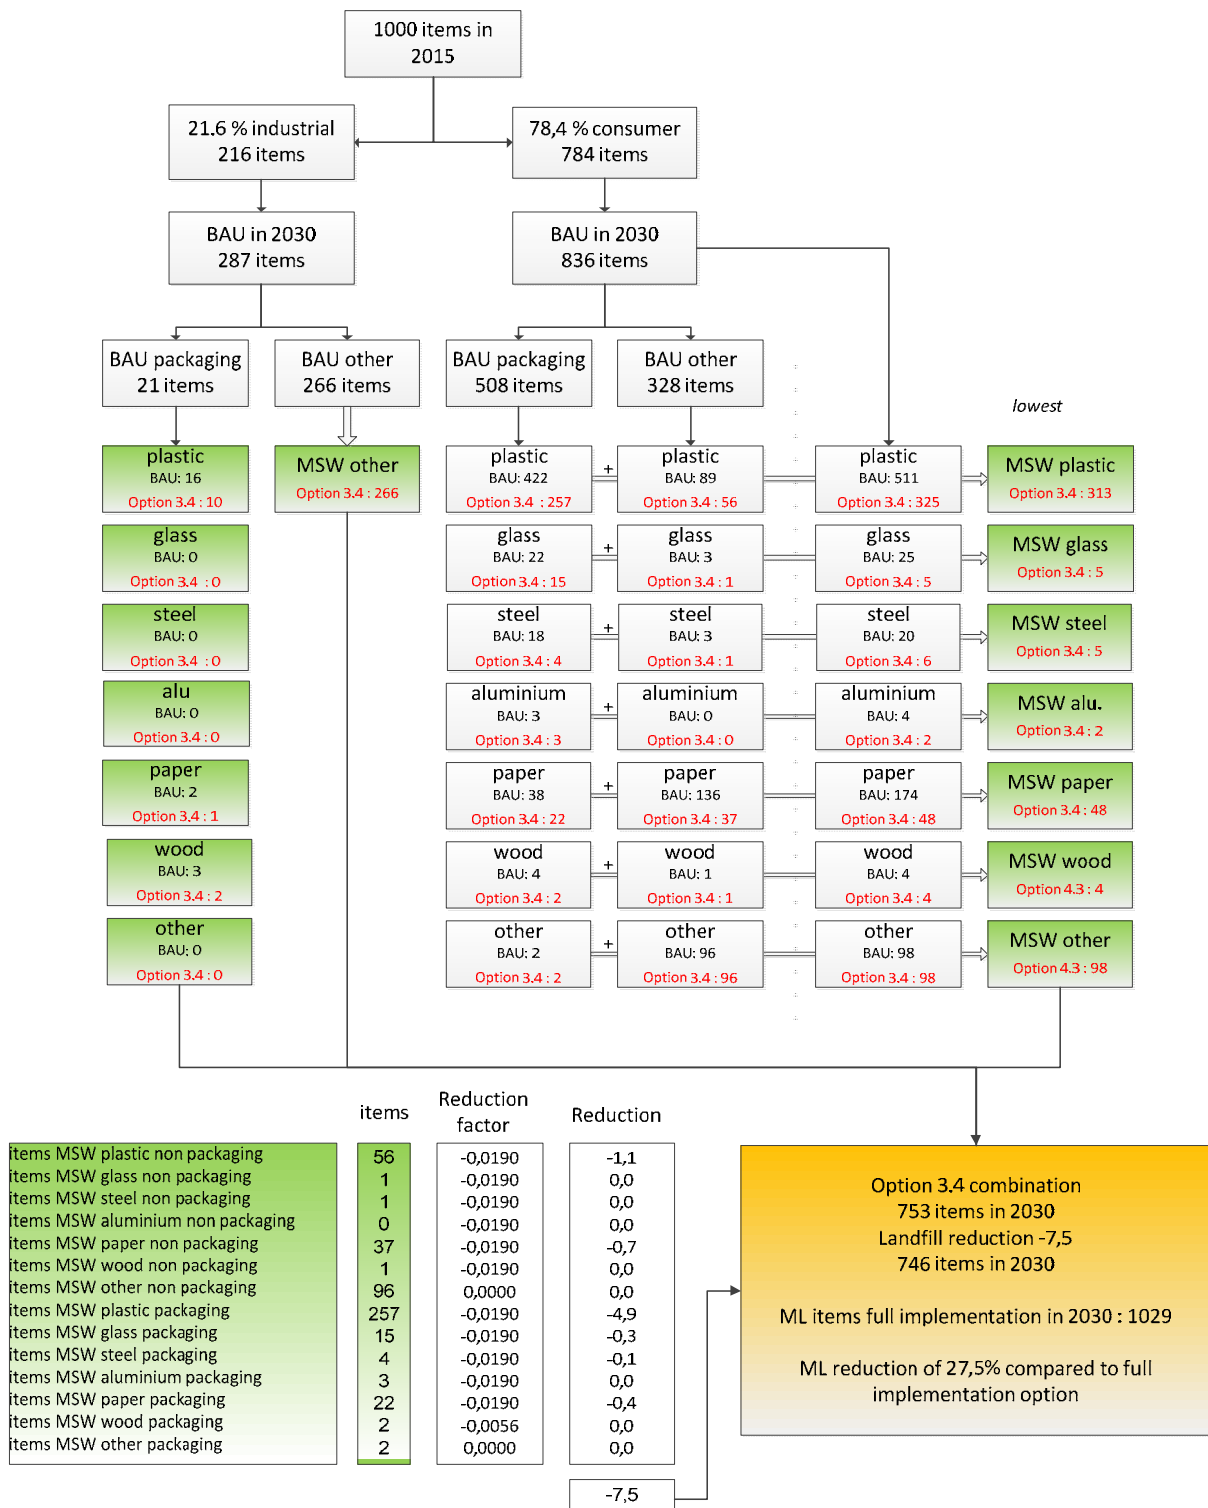 1000 items in
2015
21.6 % industrial
216 items
78,4 % consumer
784 items
BAU in 2030
287 items
BAU in 2030
836 items
BAU packaging
21 items
BAU other
266 items
BAU packaging
508 items
BAU other
328 items
lowest
plastic
BAU: 16
Option 3.4 : 10
MSW other
Option 3.4 : 266
plastic
BAU: 422
Option 3.4 : 257
+
plastic
BAU: 89
Option 3.4 : 56
plastic
BAU: 511
Option 3.4 : 325
MSW plastic
Option 3.4 : 313
glass
BAU: 0
Option 3.4 : 0
glass
BAU: 22
Option 3.4 : 15
+
glass
BAU: 3
Option 3.4 : 1
glass
BAU: 25
Option 3.4 : 5
MSW glass
Option 3.4 : 5
steel
BAU: 0
Option 3.4 : 0
steel
BAU: 18
Option 3.4 : 4
+
steel
BAU: 3
Option 3.4 : 1
steel
BAU: 20
Option 3.4 : 6
MSW steel
Option 3.4 : 5
alu
BAU: 0
Option 3.4 : 0
aluminium
BAU: 3
Option 3.4 : 3
+
aluminium
BAU: 0
Option 3.4 : 0
aluminium
BAU: 4
Option 3.4 : 2
MSW alu.
Option 3.4 : 2
paper
BAU: 2
Option 3.4 : 1
paper
BAU: 38
Option 3.4 : 22
+
paper
BAU: 136
Option 3.4 : 37
paper
BAU: 174
Option 3.4 : 48
MSW paper
Option 3.4 : 48
wood
BAU: 3
Option 3.4 : 2
wood
BAU: 4
Option 3.4 : 2
+
wood
BAU: 1
Option 3.4 : 1
wood
BAU: 4
Option 3.4 : 4
MSW wood
Option 4.3 : 4
other
BAU: 0
Option 3.4 : 0
other
BAU: 2
Option 3.4 : 2
+
other
BAU: 96
Option 3.4 : 96
other
BAU: 98
Option 3.4 : 98
MSW other
Option 4.3 : 98
items
Reduction
factor
Reduction
items MSW plastic non packaging 56 -0,0190 -1,1
items MSW glass non packaging 1 -0,0190 0,0
items MSW steel non packaging 1 -0,0190 0,0
items MSW aluminium non packaging 0 -0,0190 0,0
items MSW paper non packaging 37 -0,0190 -0,7
items MSW wood non packaging 1 -0,0190 0,0
items MSW other non packaging 96 0,0000 0,0
items MSW plastic packaging 257 -0,0190 -4,9
items MSW glass packaging 15 -0,0190 -0,3
items MSW steel packaging 4 -0,0190 -0,1
items MSW aluminium packaging 3 -0,0190 0,0
items MSW paper packaging 22 -0,0190 -0,4
items MSW wood packaging 2 -0,0056 0,0
items MSW other packaging 2 0,0000 0,0
-7,5
Option 3.4 combination
753 items in 2030
Landfill reduction -7,5
746 items in 2030
ML items full implementation in 2030 : 1029
ML reduction of 27,5% compared to full
implementation option